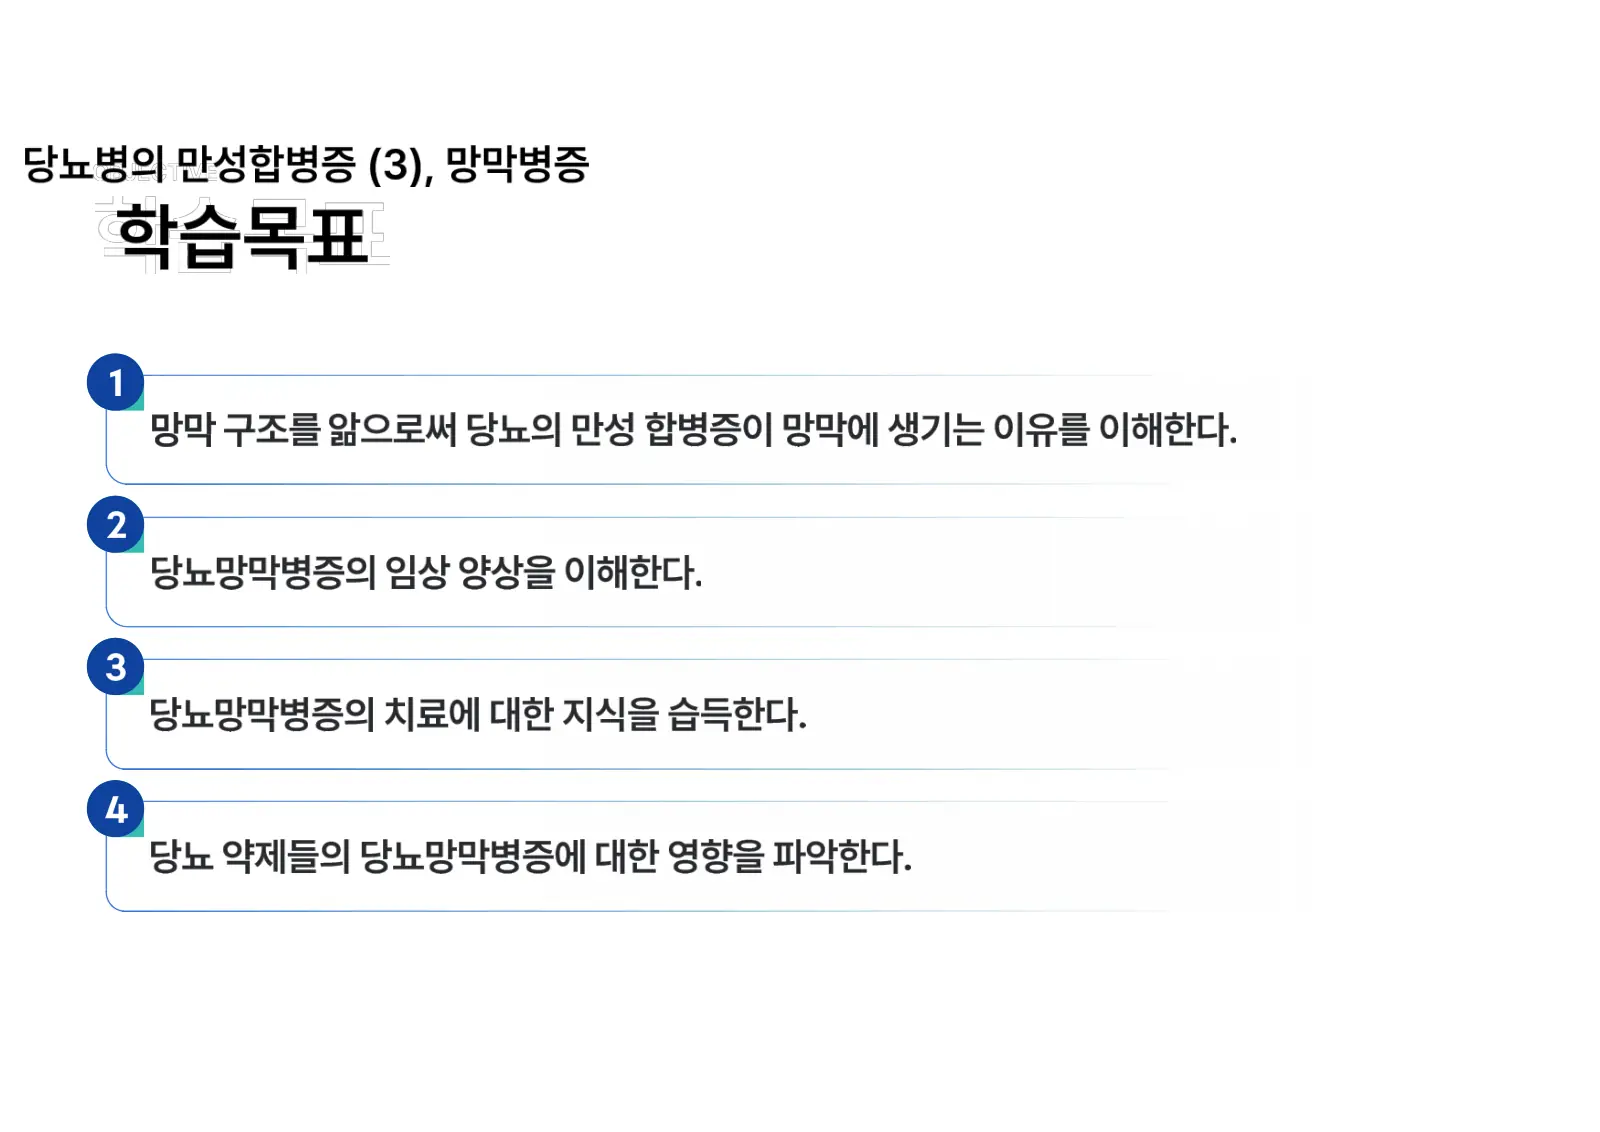 당뇨병의 만성합병증 (3), 망막병증
OBJECTIVE
학습목표
1
망막 구조를 앎으로써 당뇨의 만성 합병증이 망막에 생기는 이유를 이해한다.
2
당뇨망막병증의 임상 양상을 이해한다.
3
당뇨망막병증의 치료에 대한 지식을 습득한다.
4
당뇨 약제들의 당뇨망막병증에 대한 영향을 파악한다.